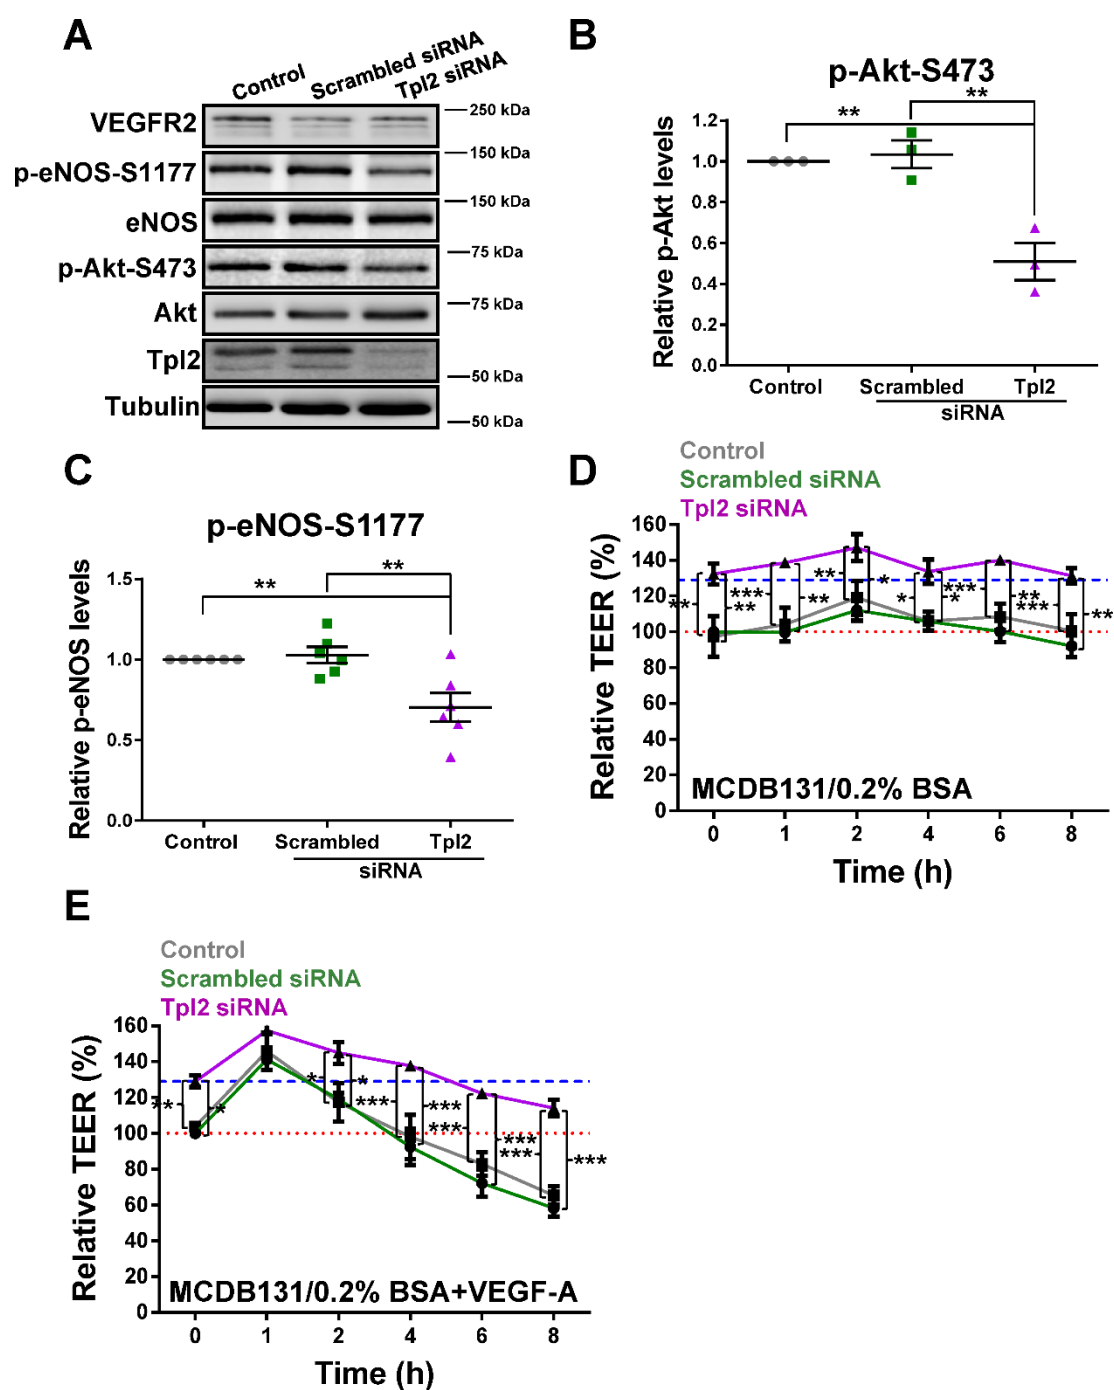 A
Control
Scrambled siRNA
Tpl2 siRNA
VEGFR2
250 kDa
p-eNOS-S1177
150 kDa
eNOS
150 kDa
p-Akt-S473
75 kDa
Akt
75 kDa
Tpl2
50 kDa
Tubulin
50 kDa
B
p-Akt-S473
**
**
Relative p-Akt levels
1.2
1.0
0.8
0.6
0.4
0.2
0.0
Control
Scrambled
Tpl2
siRNA
C
p-eNOS-S1177
**
**
Relative p-eNOS levels
1.5
1.0
0.5
0.0
Control
Scrambled
Tpl2
siRNA
D
Control
Scrambled siRNA
Tpl2 siRNA
Relative TEER (%)
160
140
120
100
80
60
40
20
0
**
***
**
**
**
*
*
***
*
**
***
**
MCDB131/0.2% BSA
0 1 2 4 6 8
Time (h)
E
Control
Scrambled siRNA
Tpl2 siRNA
Relative TEER (%)
160
140
120
100
80
60
40
20
0
**
*
*
*
***
***
***
***
***
***
MCDB131/0.2% BSA+VEGF-A
0 1 2 4 6 8
Time (h)